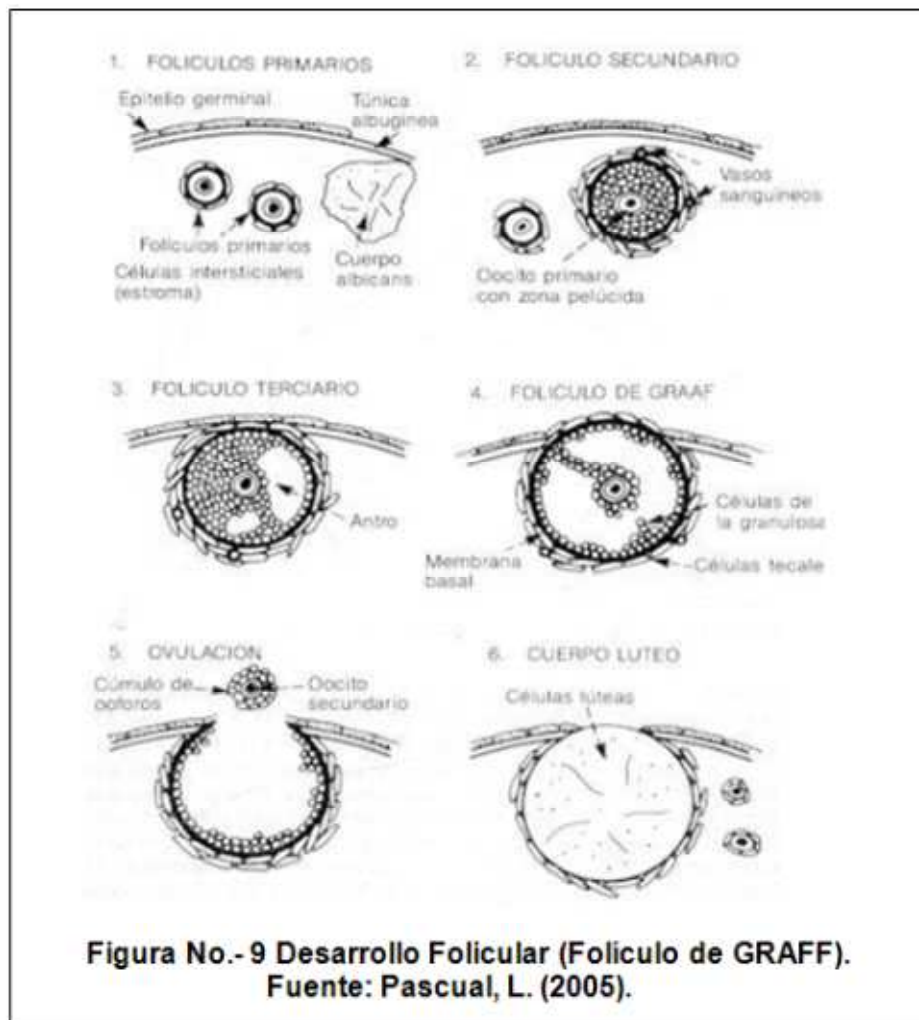 1. FOLICULOS PRIMARIOS
Epitelio germinal
Túnica
albugínea
Folículos primarios
Células intersticiales
(estroma)
Cuerpo
albicans
2. FOLICULO SECUNDARIO
Vasos
sanguíneos
Oocito primario
con zona pelúcida
3. FOLICULO TERCIARIO
Antro
4. FOLICULO DE GRAAF
Células de
la granulosa
Membrana
basal
Células tecale
5. OVULACION
Cúmulo de
ooforos
Oocito
secundario
6. CUERPO LUTEO
Células lúteas
Figura No.- 9 Desarrollo Folicular (Foliculo de GRAFF).
Fuente: Pascual, L. (2005).